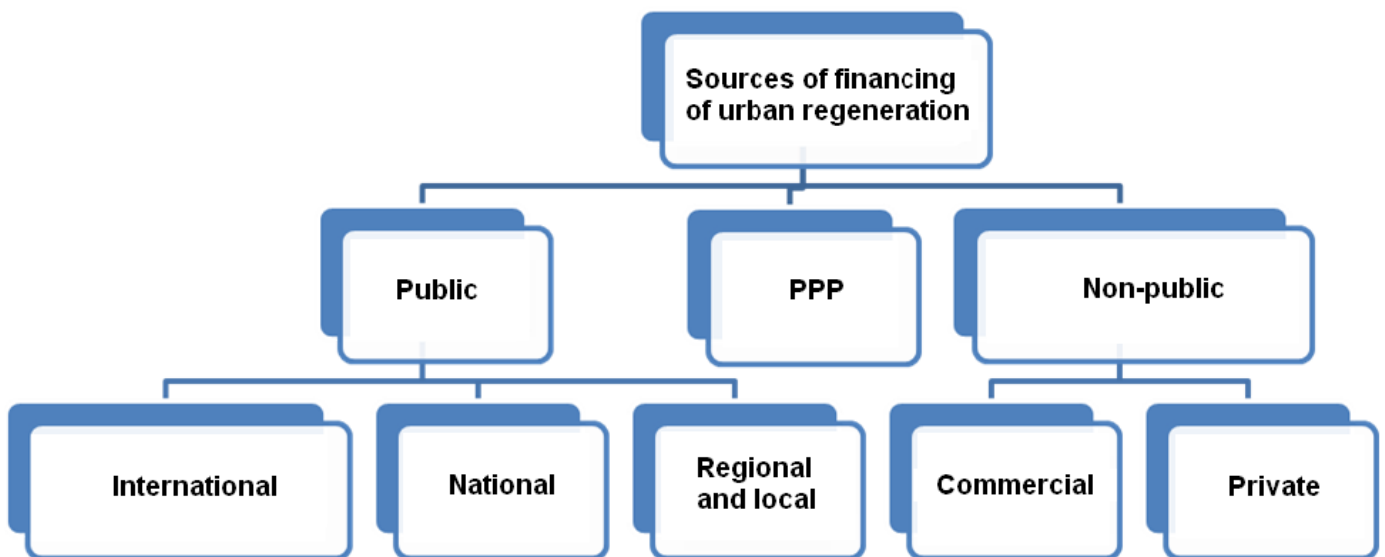 Sources of financing
of urban regeneration
Public
PPP
Non-public
International
National
Regional
and local
Commercial
Private